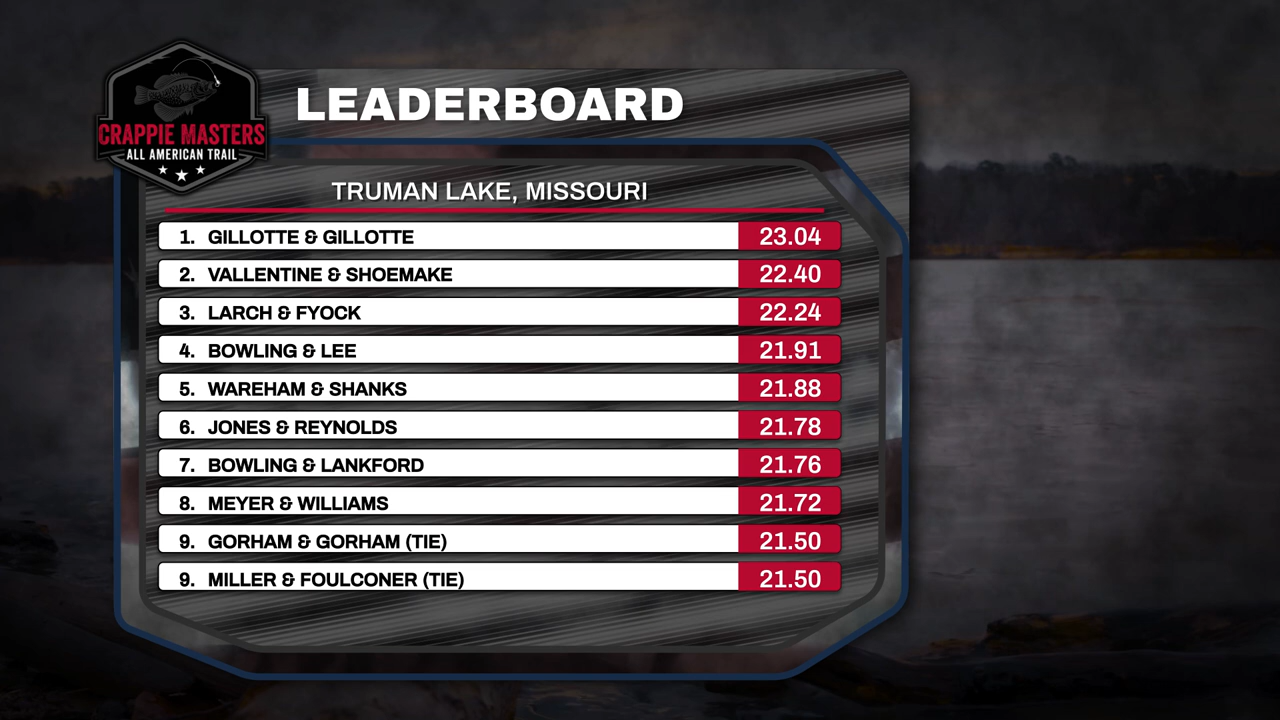 CRAPPIE MASTERS
ALL AMERICAN TRAIL
LEADERBOARD
TRUMAN LAKE, MISSOURI
1. GILLOTTE & GILLOTTE 23.04
2. VALLENTINE & SHOEMAKE 22.40
3. LARCH & FYOCK 22.24
4. BOWLING & LEE 21.91
5. WAREHAM & SHANKS 21.88
6. JONES & REYNOLDS 21.78
7. BOWLING & LANKFORD 21.76
8. MEYER & WILLIAMS 21.72
9. GORHAM & GORHAM (TIE) 21.50
9. MILLER & FOULCONER (TIE) 21.50